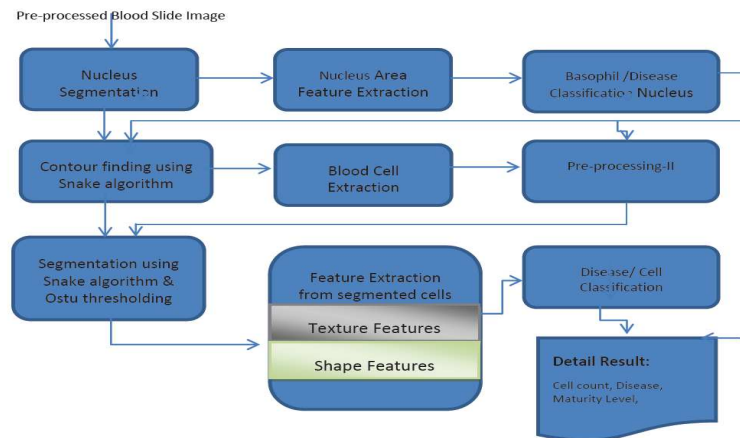 Pre-processed Blood Slide Image
Nucleus
Segmentation
Nucleus Area
Feature Extraction
Basophil /Disease
Classification Nucleus
Contour finding using
Snake algorithm
Blood Cell
Extraction
Pre-processing-II
Segmentation using
Snake algorithm &
Ostu thresholding
Feature Extraction
from segmented cells
Texture Features
Shape Features
Disease/ Cell
Classification
Detail Result:
Cell count, Disease,
Maturity Level,